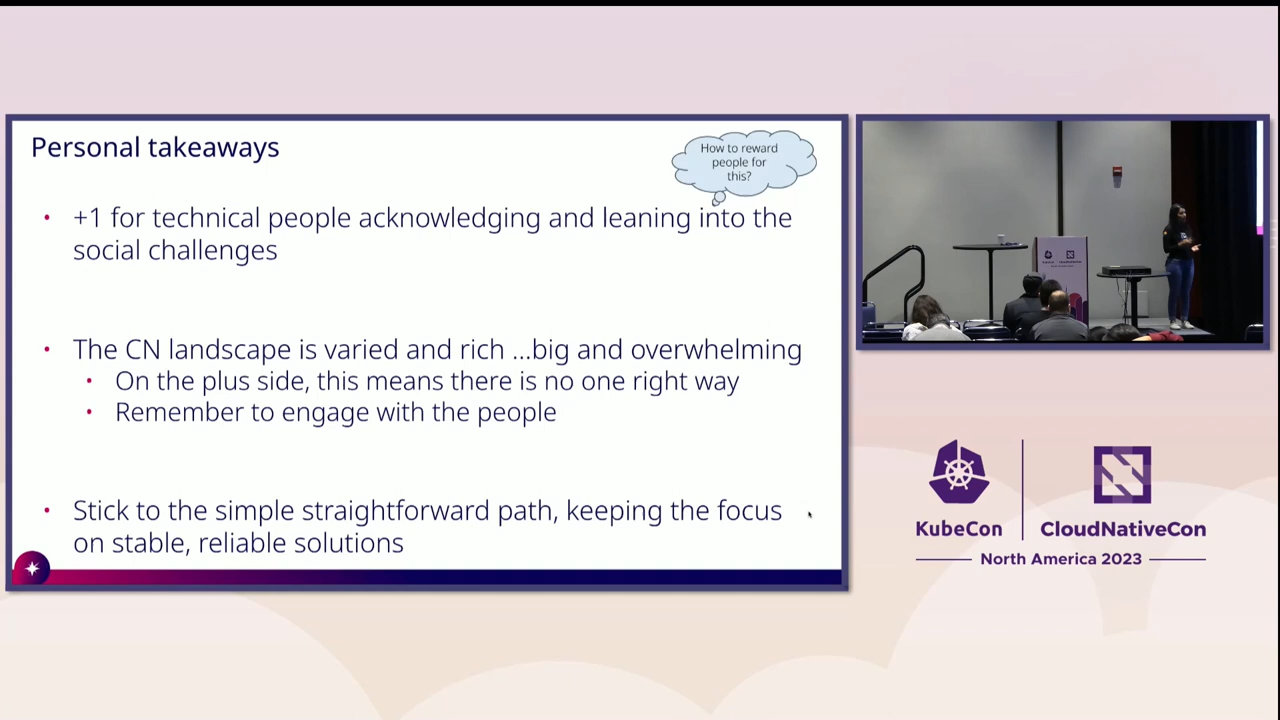 Personal takeaways
How to reward
people for
this?
• +1 for technical people acknowledging and leaning into the
social challenges
• The CN landscape is varied and rich ...big and overwhelming
• On the plus side, this means there is no one right way
• Remember to engage with the people
• Stick to the simple straightforward path, keeping the focus
on stable, reliable solutions
KubeCon
CloudNativeCon
North America 2023